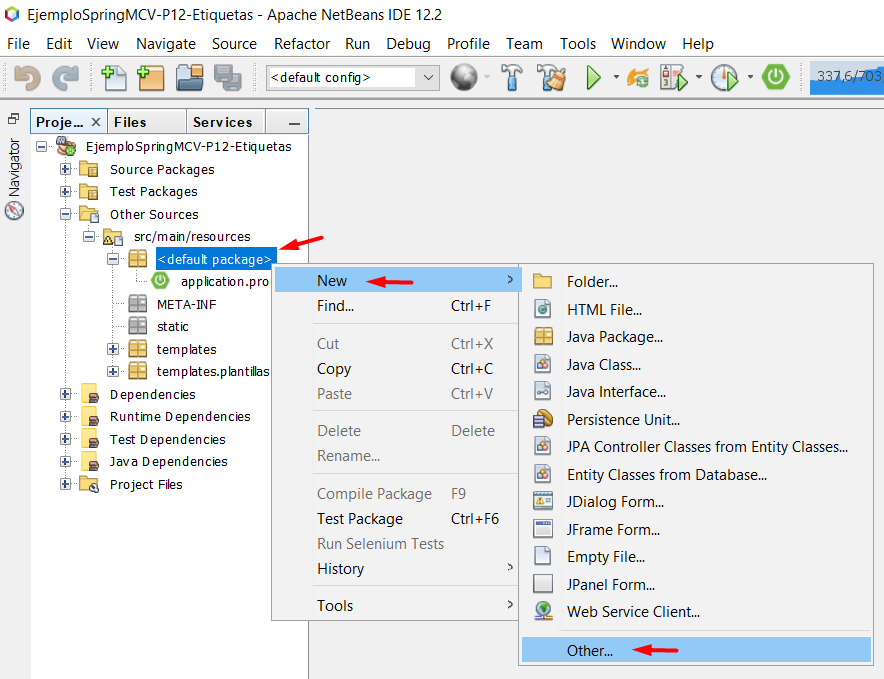 EjemploSpringMCV-P12-Etiquetas - Apache NetBeans IDE 12.2
File Edit View Navigate Source Refactor Run Debug Profile Team Tools Window Help
<default config>
337,6/703
Proje... × Files Services
Navigator
EjemploSpringMCV-P12-Etiquetas
Source Packages
Test Packages
Other Sources
src/main/resources
<default package>
application.pro
META-INF
static
templates
templates.plantillas
Dependencies
Runtime Dependencies
Test Dependencies
Java Dependencies
Project Files
New
Find... Ctrl+F
Cut Ctrl+X
Copy Ctrl+C
Paste Ctrl+V
Delete Delete
Rename...
Compile Package F9
Test Package Ctrl+F6
Run Selenium Tests
History
Tools
Folder...
HTML File...
Java Package...
Java Class...
Java Interface...
Persistence Unit...
JPA Controller Classes from Entity Classes...
Entity Classes from Database...
JDialog Form...
JFrame Form...
Empty File...
JPanel Form...
Web Service Client...
Other...